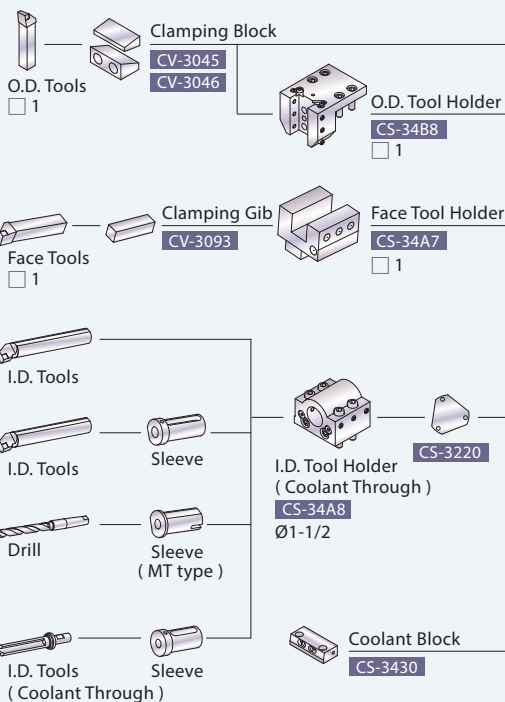 Clamping Block
CV-3045
CV-3046
O.D. Tools
□ 1
O.D. Tool Holder
CS-34B8
□ 1
Clamping Gib
CV-3093
Face Tool Holder
CS-34A7
□ 1
Face Tools
□ 1
I.D. Tools
I.D. Tools
Sleeve
I.D. Tool Holder
( Coolant Through )
CS-34A8
Ø1-1/2
CS-3220
Drill
Sleeve
( MT type )
I.D. Tools
( Coolant Through )
Sleeve
Coolant Block
CS-3430